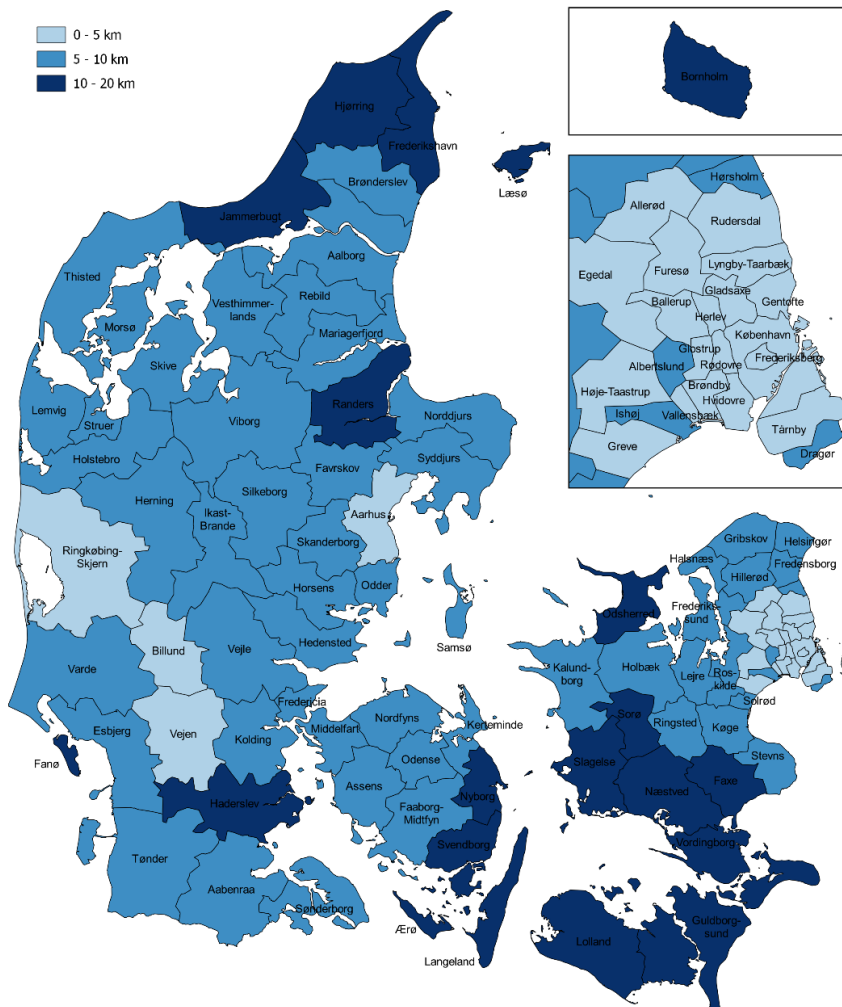 0 - 5 km
5 - 10 km
10 - 20 km
Bornholm
Hjørring
Frederikshavn
Brønderslev
Læsø
Jammerbugt
Aalborg
Thisted
Vesthimmer-
lands
Rebild
Morsø
Mariagerfjord
Skive
Randers
Lemvig
Struer
Viborg
Norddjurs
Holstebro
Favrskov
Syddjurs
Herning
Silkeborg
Ikast-
Brande
Aarhus
Skanderborg
Ringkøbing-
Skjern
Horsens
Odder
Samsø
Billund
Vejle
Hedensted
Varde
Fredericia
Esbjerg
Vejen
Kolding
Middelfart
Nordfyns
Kerteminde
Fanø
Odense
Assens
Haderslev
Nyborg
Faaborg-
Midtfyn
Svendborg
Tønder
Aabenraa
Sønderborg
Ærø
Langeland
Hørsholm
Allerød
Rudersdal
Egedal
Furesø
Lyngby-Taarbæk
Gladsaxe
Ballerup
Gentofte
Herlev
København
Glostrup
Albertslund
Rødovre
Frederiksberg
Høje-Taastrup
Brøndby
Hvidovre
Ishøj
Vallensbæk
Tårnby
Greve
Dragør
Gribskov
Helsingør
Halsnæs
Hillerød
Fredensborg
Frederiks-
sund
Odsherred
Kalund-
borg
Holbæk
Lejre
Ros-
kilde
Solrød
Sorø
Ringsted
Køge
Stevns
Slagelse
Næstved
Faxe
Vordingborg
Guldborg-
sund
Lolland